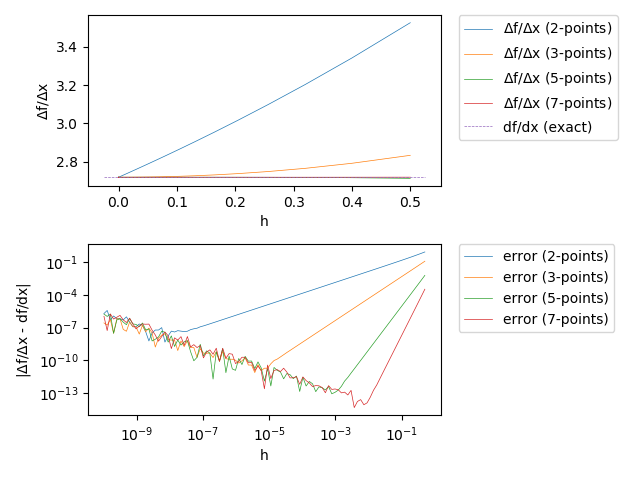 3.4
3.2
3.0
2.8
Δf/Δx
0.0 0.1 0.2 0.3 0.4 0.5
h
Δf/Δx (2-points)
Δf/Δx (3-points)
Δf/Δx (5-points)
Δf/Δx (7-points)
df/dx (exact)
10⁻¹
10⁻⁴
10⁻⁷
10⁻¹⁰
10⁻¹³
|Δf/Δx - df/dx|
10⁻⁹ 10⁻⁷ 10⁻⁵ 10⁻³ 10⁻¹
h
error (2-points)
error (3-points)
error (5-points)
error (7-points)